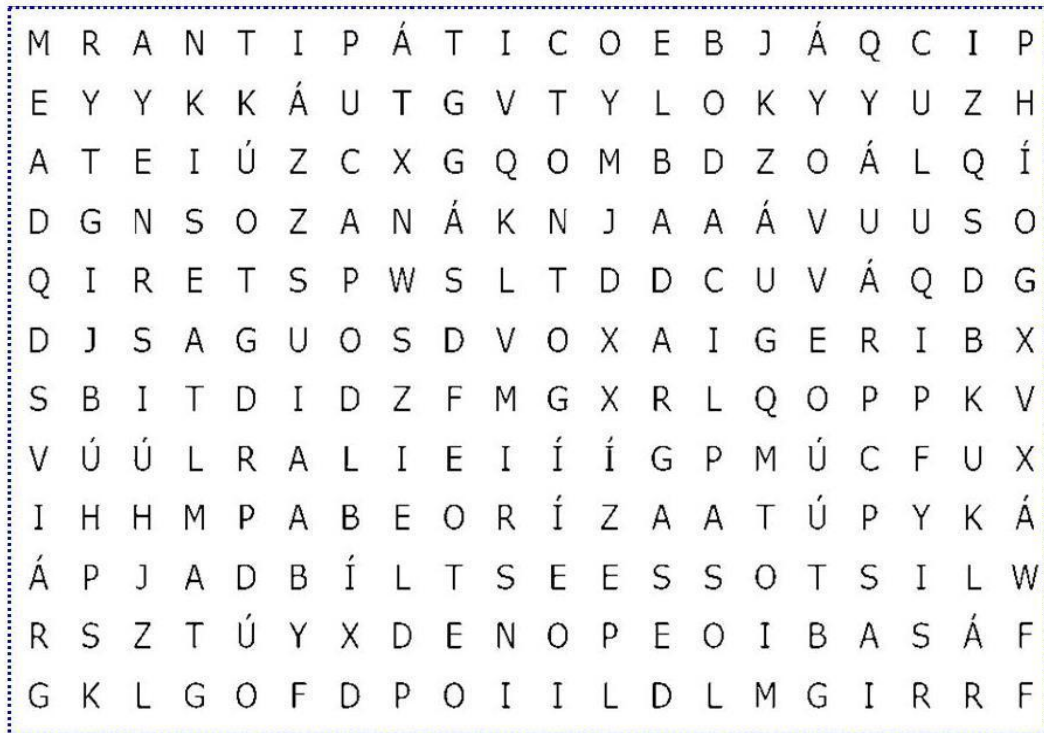 M R A N T I P Á T I C O E B J Á Q C I P
E Y Y K K Á U T G V T Y L O K Y Y U Z H
A T E I Ú Z C X G Q O M B D Z O Á L Q Í
D G N S O Z A N Á K N J A A Á V U U S O
Q I R E T S P W S L T D D C U V Á Q D G
D J S A G U O S D V O X A I G E R I B X
S B I T D I D Z F M G X R L Q O P P K V
V Ú Ú L R A L I E I Í Í G P M Ú C F U X
I H H M P A B E O R Í Z A A T Ú P Y K Á
Á P J A D B Í L T S E E S S O T S I L W
R S Z T Ú Y X D E N O P E O I B A S Á F
G K L G O F D P O I I L D L M G I R R F